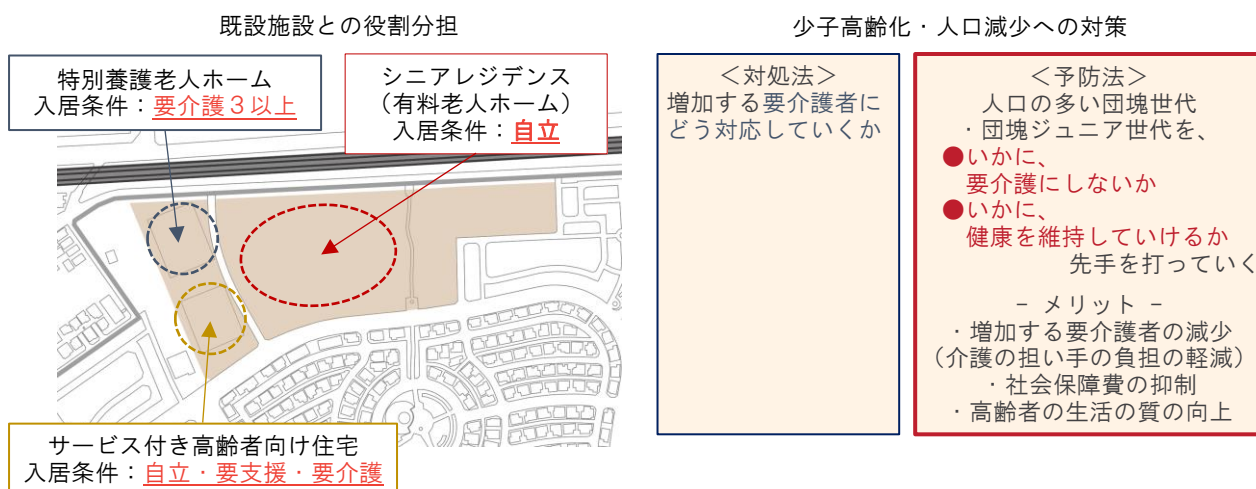 既設施設との役割分担
特別養護老人ホーム
入居条件：要介護３以上
シニアレジデンス
（有料老人ホーム）
入居条件：自立
サービス付き高齢者向け住宅
入居条件：自立・要支援・要介護
少子高齢化・人口減少への対策
＜対処法＞
増加する要介護者に
どう対応していくか
＜予防法＞
人口の多い団塊世代
・団塊ジュニア世代を、
●いかに、
要介護にしないか
●いかに、
健康を維持していけるか
先手を打っていく
－ メリット －
・増加する要介護者の減少
（介護の担い手の負担の軽減）
・社会保障費の抑制
・高齢者の生活の質の向上